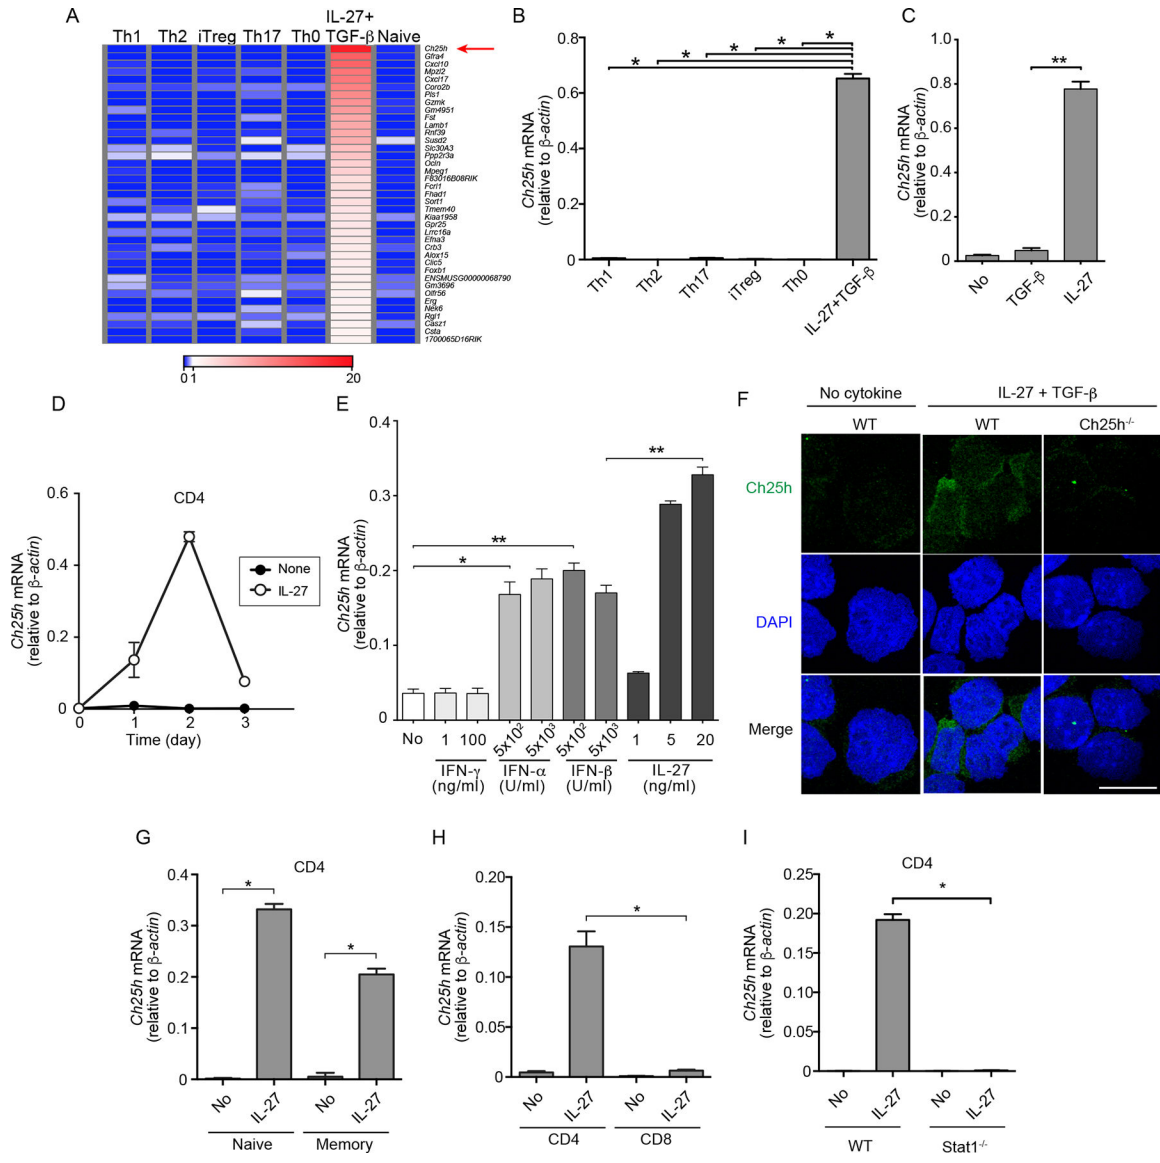 A
IL-27+
Th1 Th2 iTreg Th17 Th0 TGF-β Naive
Ch25h
Gfra4
Cxcl10
Mpzl2
Cxcl17
Coro2b
Pls1
Gzmk
Gm4951
Fst
Lamb1
Rnf39
Susd2
Slc30A3
Ppp2r3a
Ocln
Mpeg1
F83016B08RIK
Fcrl1
Fhad1
Sort1
Tmem40
Kiaa1958
Gpr25
Lrrc16a
Efna3
Crb3
Alox15
Clic5
Foxb1
ENSMUSG00000068790
Gm3696
Olfr56
Erg
Nek6
Rgl1
Casz1
Csta
1700065D16RIK
0 1 20
B
Ch25h mRNA
(relative to β-actin)
0.8
0.6
0.4
0.2
0
* * * * *
Th1 Th2 Th17 iTreg Th0 IL-27+TGF-β
C
Ch25h mRNA
(relative to β-actin)
1.0
0.8
0.6
0.4
0.2
0
**
No TGF-β IL-27
D
CD4
Ch25h mRNA
(relative to β-actin)
0.6
0.4
0.2
0
0 1 2 3
Time (day)
None
IL-27
E
Ch25h mRNA
(relative to β-actin)
0.4
0.3
0.2
0.1
0
**
**
*
No 1 100 5x10² 5x10³ 5x10² 5x10³ 1 5 20
IFN-γ IFN-α IFN-β IL-27
(ng/ml) (U/ml) (U/ml) (ng/ml)
F
No cytokine IL-27 + TGF-β
WT WT Ch25h-/-
Ch25h
DAPI
Merge
G
CD4
Ch25h mRNA
(relative to β-actin)
0.4
0.3
0.2
0.1
0
* *
No IL-27 No IL-27
Naive Memory
H
Ch25h mRNA
(relative to β-actin)
0.20
0.15
0.10
0.05
0
*
No IL-27 No IL-27
CD4 CD8
I
CD4
Ch25h mRNA
(relative to β-actin)
0.25
0.20
0.15
0.10
0.05
0
*
No IL-27 No IL-27
WT Stat1-/-